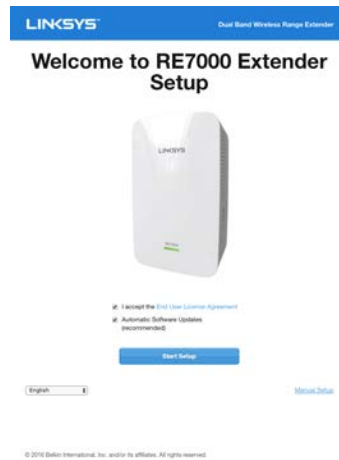 LINKSYS
Dual Band Wireless Range Extender
Welcome to RE7000 Extender
Setup
LINKSYS
I accept the End User License Agreement
Automatic Software Updates
(recommended)
Start Setup
English
Manual Setup
© 2016 Belkin International, Inc. and/or its affiliates. All rights reserved.